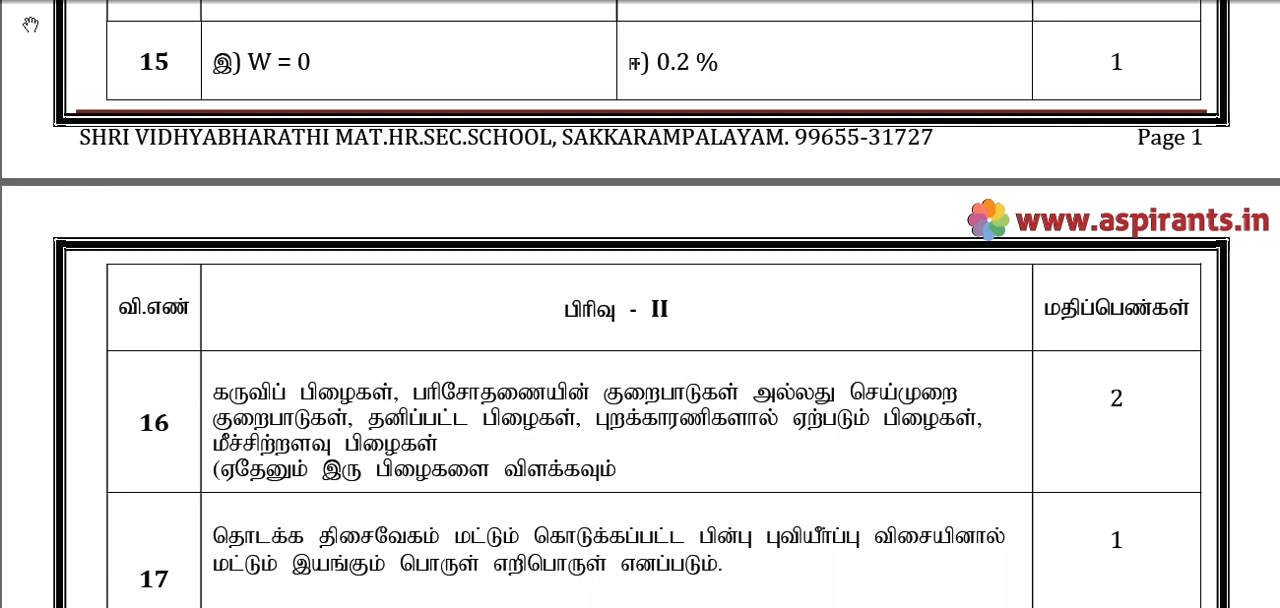 15 இ) W = 0 ஈ) 0.2 % 1
SHRI VIDHYABHARATHI MAT.HR.SEC.SCHOOL, SAKKARAMPALAYAM. 99655-31727 Page 1
www.aspirants.in
வி.எண் பிரிவு - II மதிப்பெண்கள்
16 கருவிப் பிழைகள், பரிசோதணையின் குறைபாடுகள் அல்லது செய்முறை 2
குறைபாடுகள், தனிப்பட்ட பிழைகள், புறக்காரணிகளால் ஏற்படும் பிழைகள்,
மீச்சிற்றளவு பிழைகள்
(ஏதேனும் இரு பிழைகளை விளக்கவும்
17 தொடக்க திசைவேகம் மட்டும் கொடுக்கப்பட்ட பின்பு புவியீர்ப்பு விசையினால் 1
மட்டும் இயங்கும் பொருள் எறிபொருள் எனப்படும்.